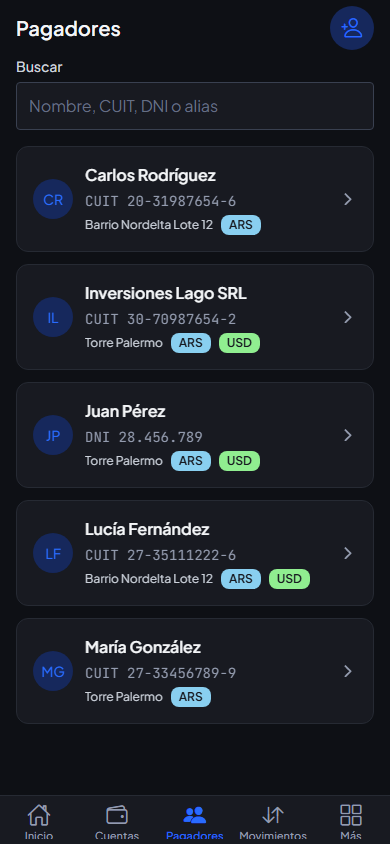 Pagadores
Buscar
Nombre, CUIT, DNI o alias
CR
Carlos Rodríguez
CUIT 20-31987654-6
Barrio Nordelta Lote 12 ARS
IL
Inversiones Lago SRL
CUIT 30-70987654-2
Torre Palermo ARS USD
JP
Juan Pérez
DNI 28.456.789
Torre Palermo ARS USD
LF
Lucía Fernández
CUIT 27-35111222-6
Barrio Nordelta Lote 12 ARS USD
MG
María González
CUIT 27-33456789-9
Torre Palermo ARS
Inicio Cuentas Pagadores Movimientos Más